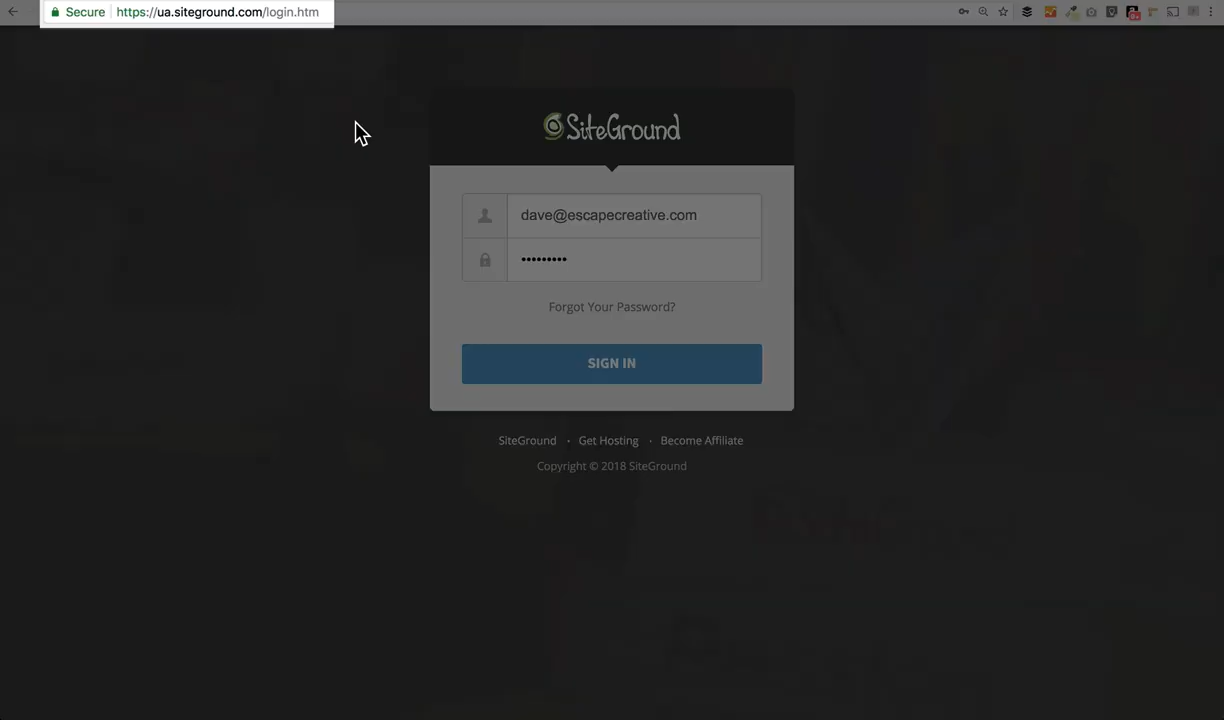 Secure https://ua.siteground.com/login.htm
SiteGround
dave@escapecreative.com
•••••••••
Forgot Your Password?
SIGN IN
SiteGround • Get Hosting • Become Affiliate
Copyright © 2018 SiteGround